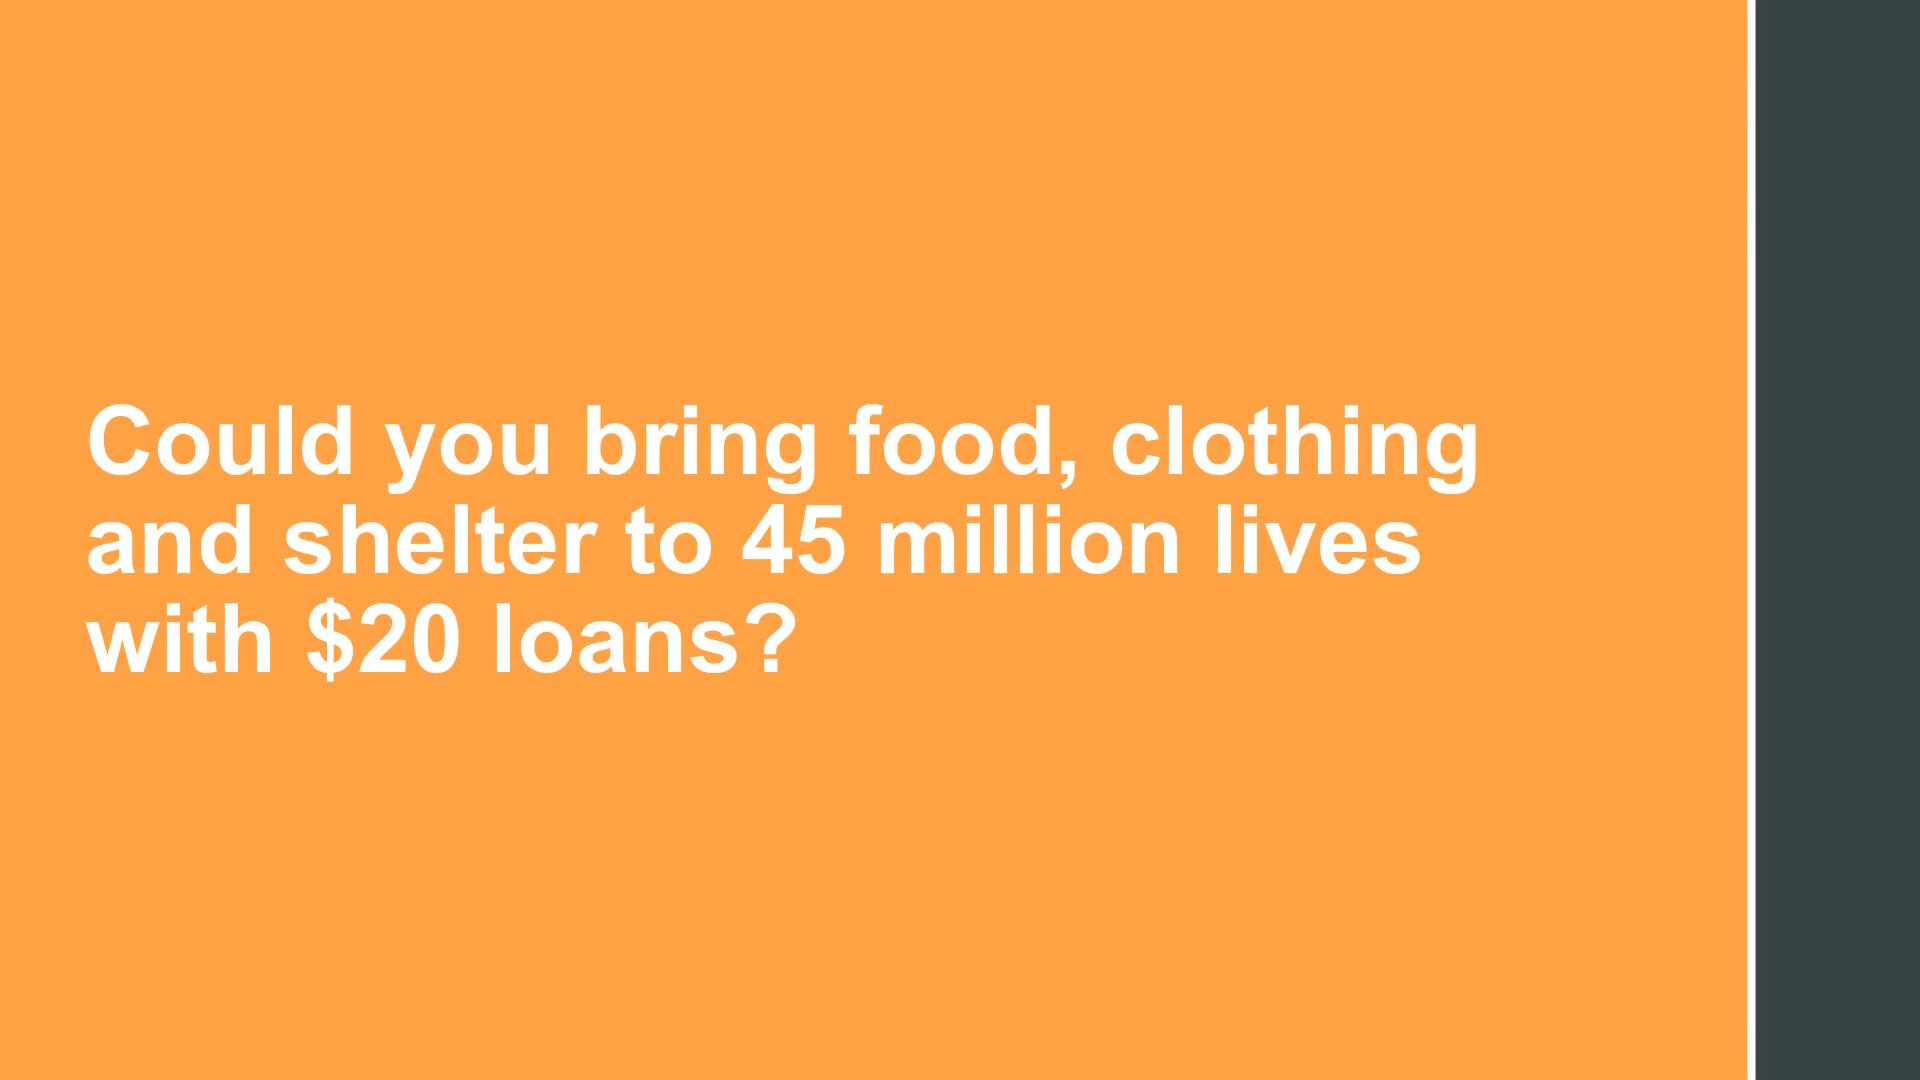 Could you bring food, clothing
and shelter to 45 million lives
with $20 loans?